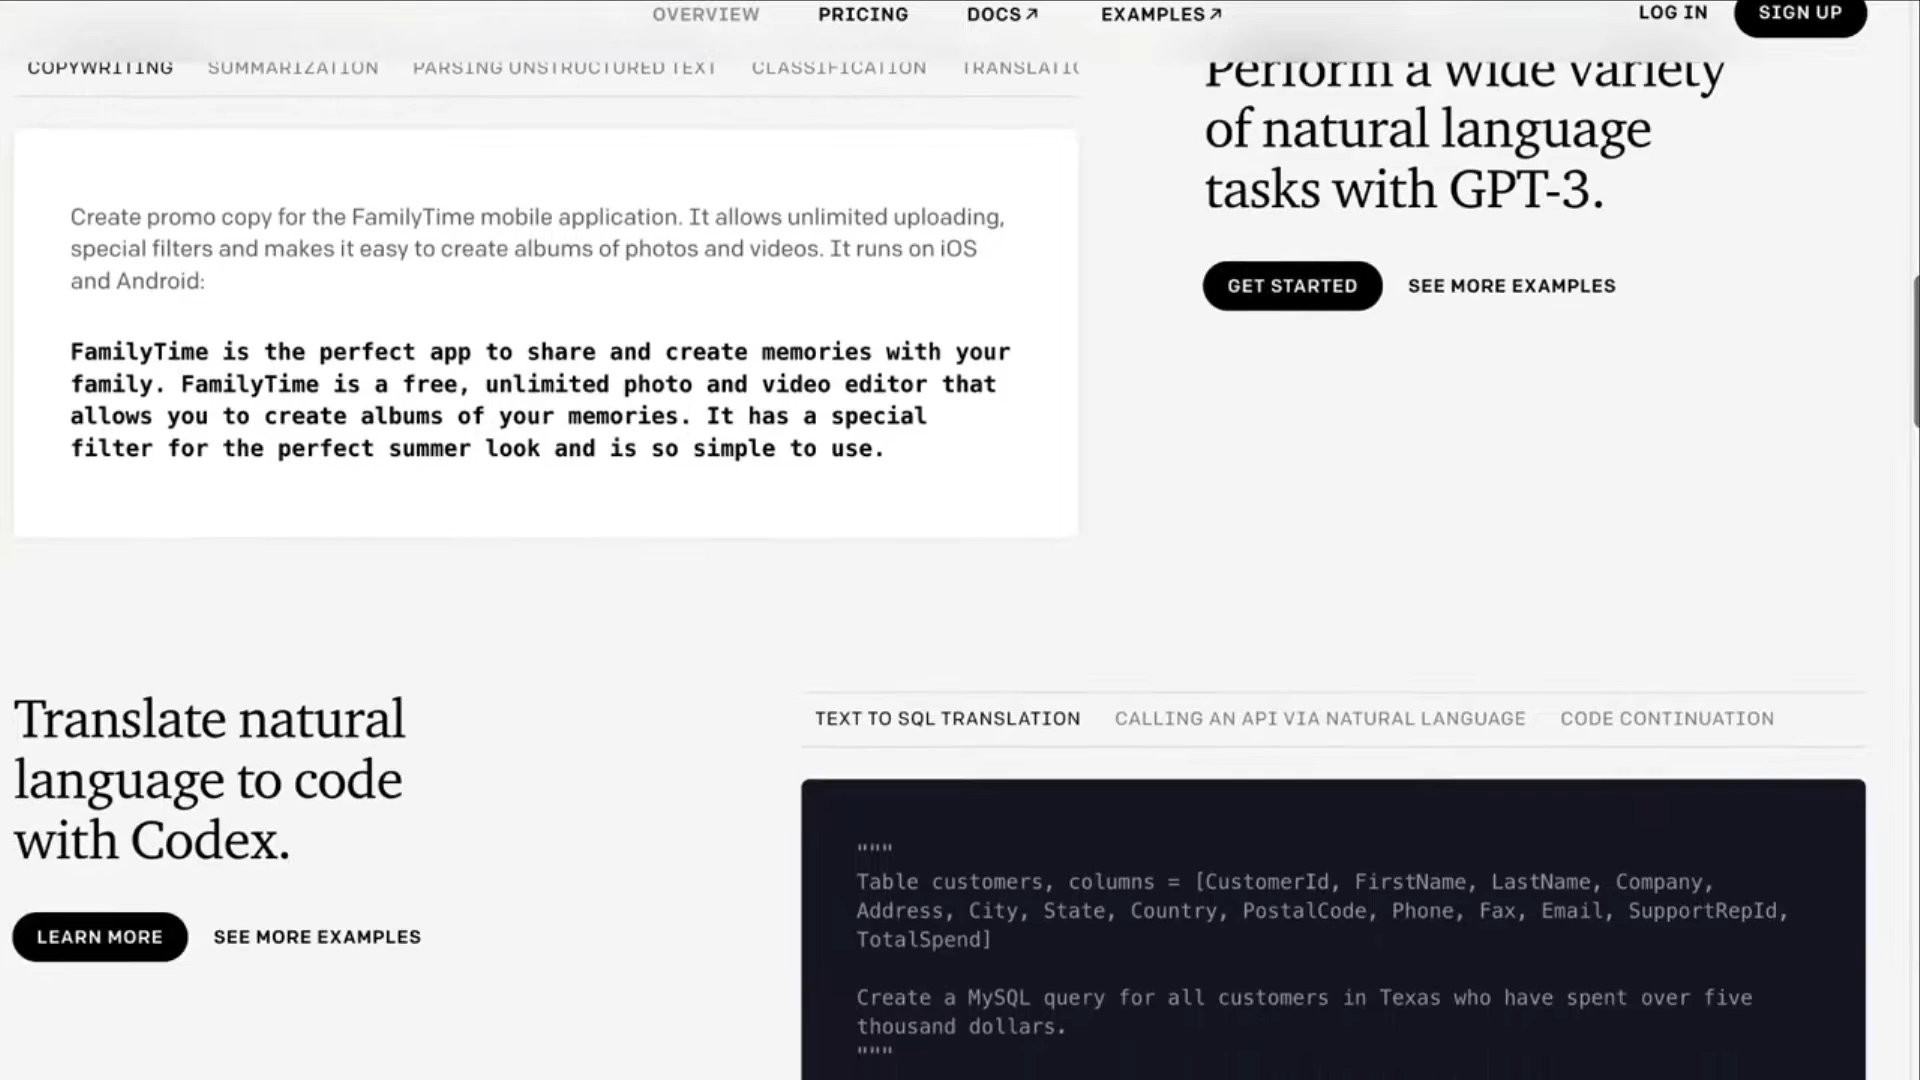 OVERVIEW PRICING DOCS↗ EXAMPLES↗ LOG IN SIGN UP
COPYWRITING SUMMARIZATION PARSING UNSTRUCTURED TEXT CLASSIFICATION
Perform a wide variety
of natural language
tasks with GPT-3.
GET STARTED SEE MORE EXAMPLES
Create promo copy for the FamilyTime mobile application. It allows unlimited uploading,
special filters and makes it easy to create albums of photos and videos. It runs on iOS
and Android:
FamilyTime is the perfect app to share and create memories with your
family. FamilyTime is a free, unlimited photo and video editor that
allows you to create albums of your memories. It has a special
filter for the perfect summer look and is so simple to use.
Translate natural
language to code
with Codex.
LEARN MORE SEE MORE EXAMPLES
TEXT TO SQL TRANSLATION CALLING AN API VIA NATURAL LANGUAGE CODE CONTINUATION
"""
Table customers, columns = [CustomerId, FirstName, LastName, Company,
Address, City, State, Country, PostalCode, Phone, Fax, Email, SupportRepId,
TotalSpend]
Create a MySQL query for all customers in Texas who have spent over five
thousand dollars.
"""